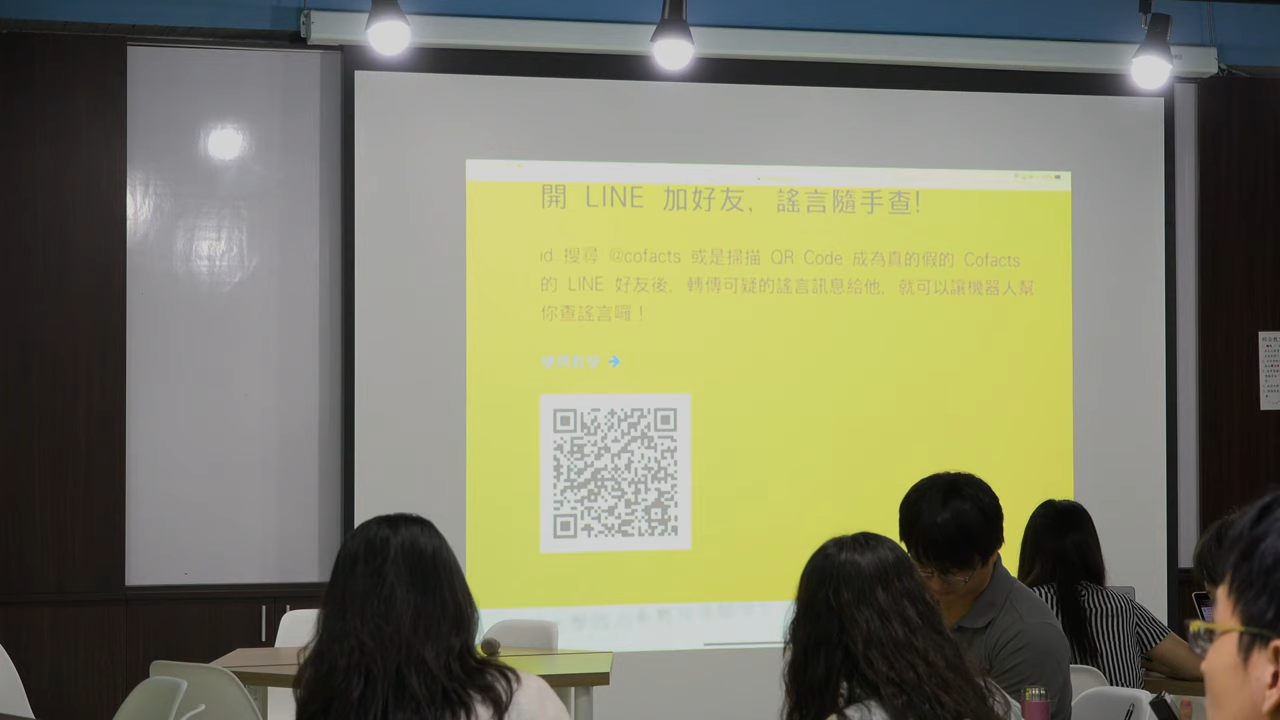 開 LINE 加好友，謠言隨手查!
id 搜尋 @cofacts 或是掃描 QR Code 成為真的假的 Cofacts
的 LINE 好友後，轉傳可疑的謠言訊息給他，就可以讓機器人幫
你查謠言囉！